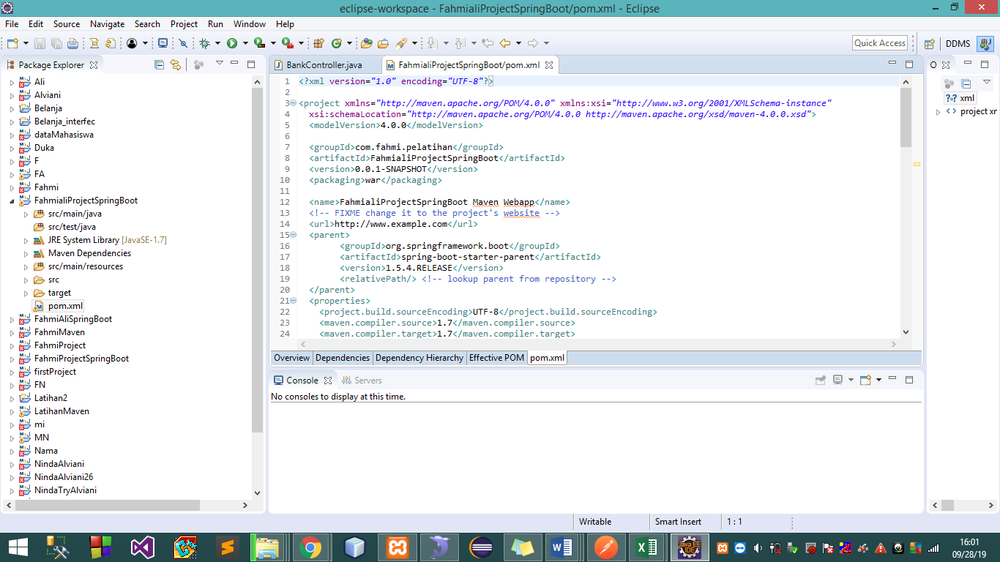 eclipse-workspace - FahmialiProjectSpringBoot/pom.xml - Eclipse
File Edit Source Navigate Search Project Run Window Help
Quick Access
DDMS
Package Explorer
Ali
Alviani
Belanja
Belanja_interfec
dataMahasiswa
Duka
F
FA
Fahmi
FahmialiProjectSpringBoot
src/main/java
src/test/java
JRE System Library [JavaSE-1.7]
Maven Dependencies
src/main/resources
src
target
pom.xml
FahmiAliSpringBoot
FahmiMaven
FahmiProject
FahmiProjectSpringBoot
firstProject
FN
Latihan2
LatihanMaven
mi
MN
Nama
NindaAlviani
NindaAlviani26
NindaTryAlviani
BankController.java
FahmialiProjectSpringBoot/pom.xml
1 <?xml version="1.0" encoding="UTF-8"?>
2
3 <project xmlns="http://maven.apache.org/POM/4.0.0" xmlns:xsi="http://www.w3.org/2001/XMLSchema-instance"
4 xsi:schemaLocation="http://maven.apache.org/POM/4.0.0 http://maven.apache.org/xsd/maven-4.0.0.xsd">
5 <modelVersion>4.0.0</modelVersion>
6
7 <groupId>com.fahmi.pelatihan</groupId>
8 <artifactId>FahmialiProjectSpringBoot</artifactId>
9 <version>0.0.1-SNAPSHOT</version>
10 <packaging>war</packaging>
11
12 <name>FahmialiProjectSpringBoot Maven Webapp</name>
13 <!-- FIXME change it to the project's website -->
14 <url>http://www.example.com</url>
15 <parent>
16 <groupId>org.springframework.boot</groupId>
17 <artifactId>spring-boot-starter-parent</artifactId>
18 <version>1.5.4.RELEASE</version>
19 <relativePath/> <!-- lookup parent from repository -->
20 </parent>
21 <properties>
22 <project.build.sourceEncoding>UTF-8</project.build.sourceEncoding>
23 <maven.compiler.source>1.7</maven.compiler.source>
24 <maven.compiler.target>1.7</maven.compiler.target>
Overview Dependencies Dependency Hierarchy Effective POM pom.xml
O
?=? xml
<> project xr
Console Servers
No consoles to display at this time.
Writable Smart Insert 1 : 1
Java EE
IDE
16:01
09/28/19